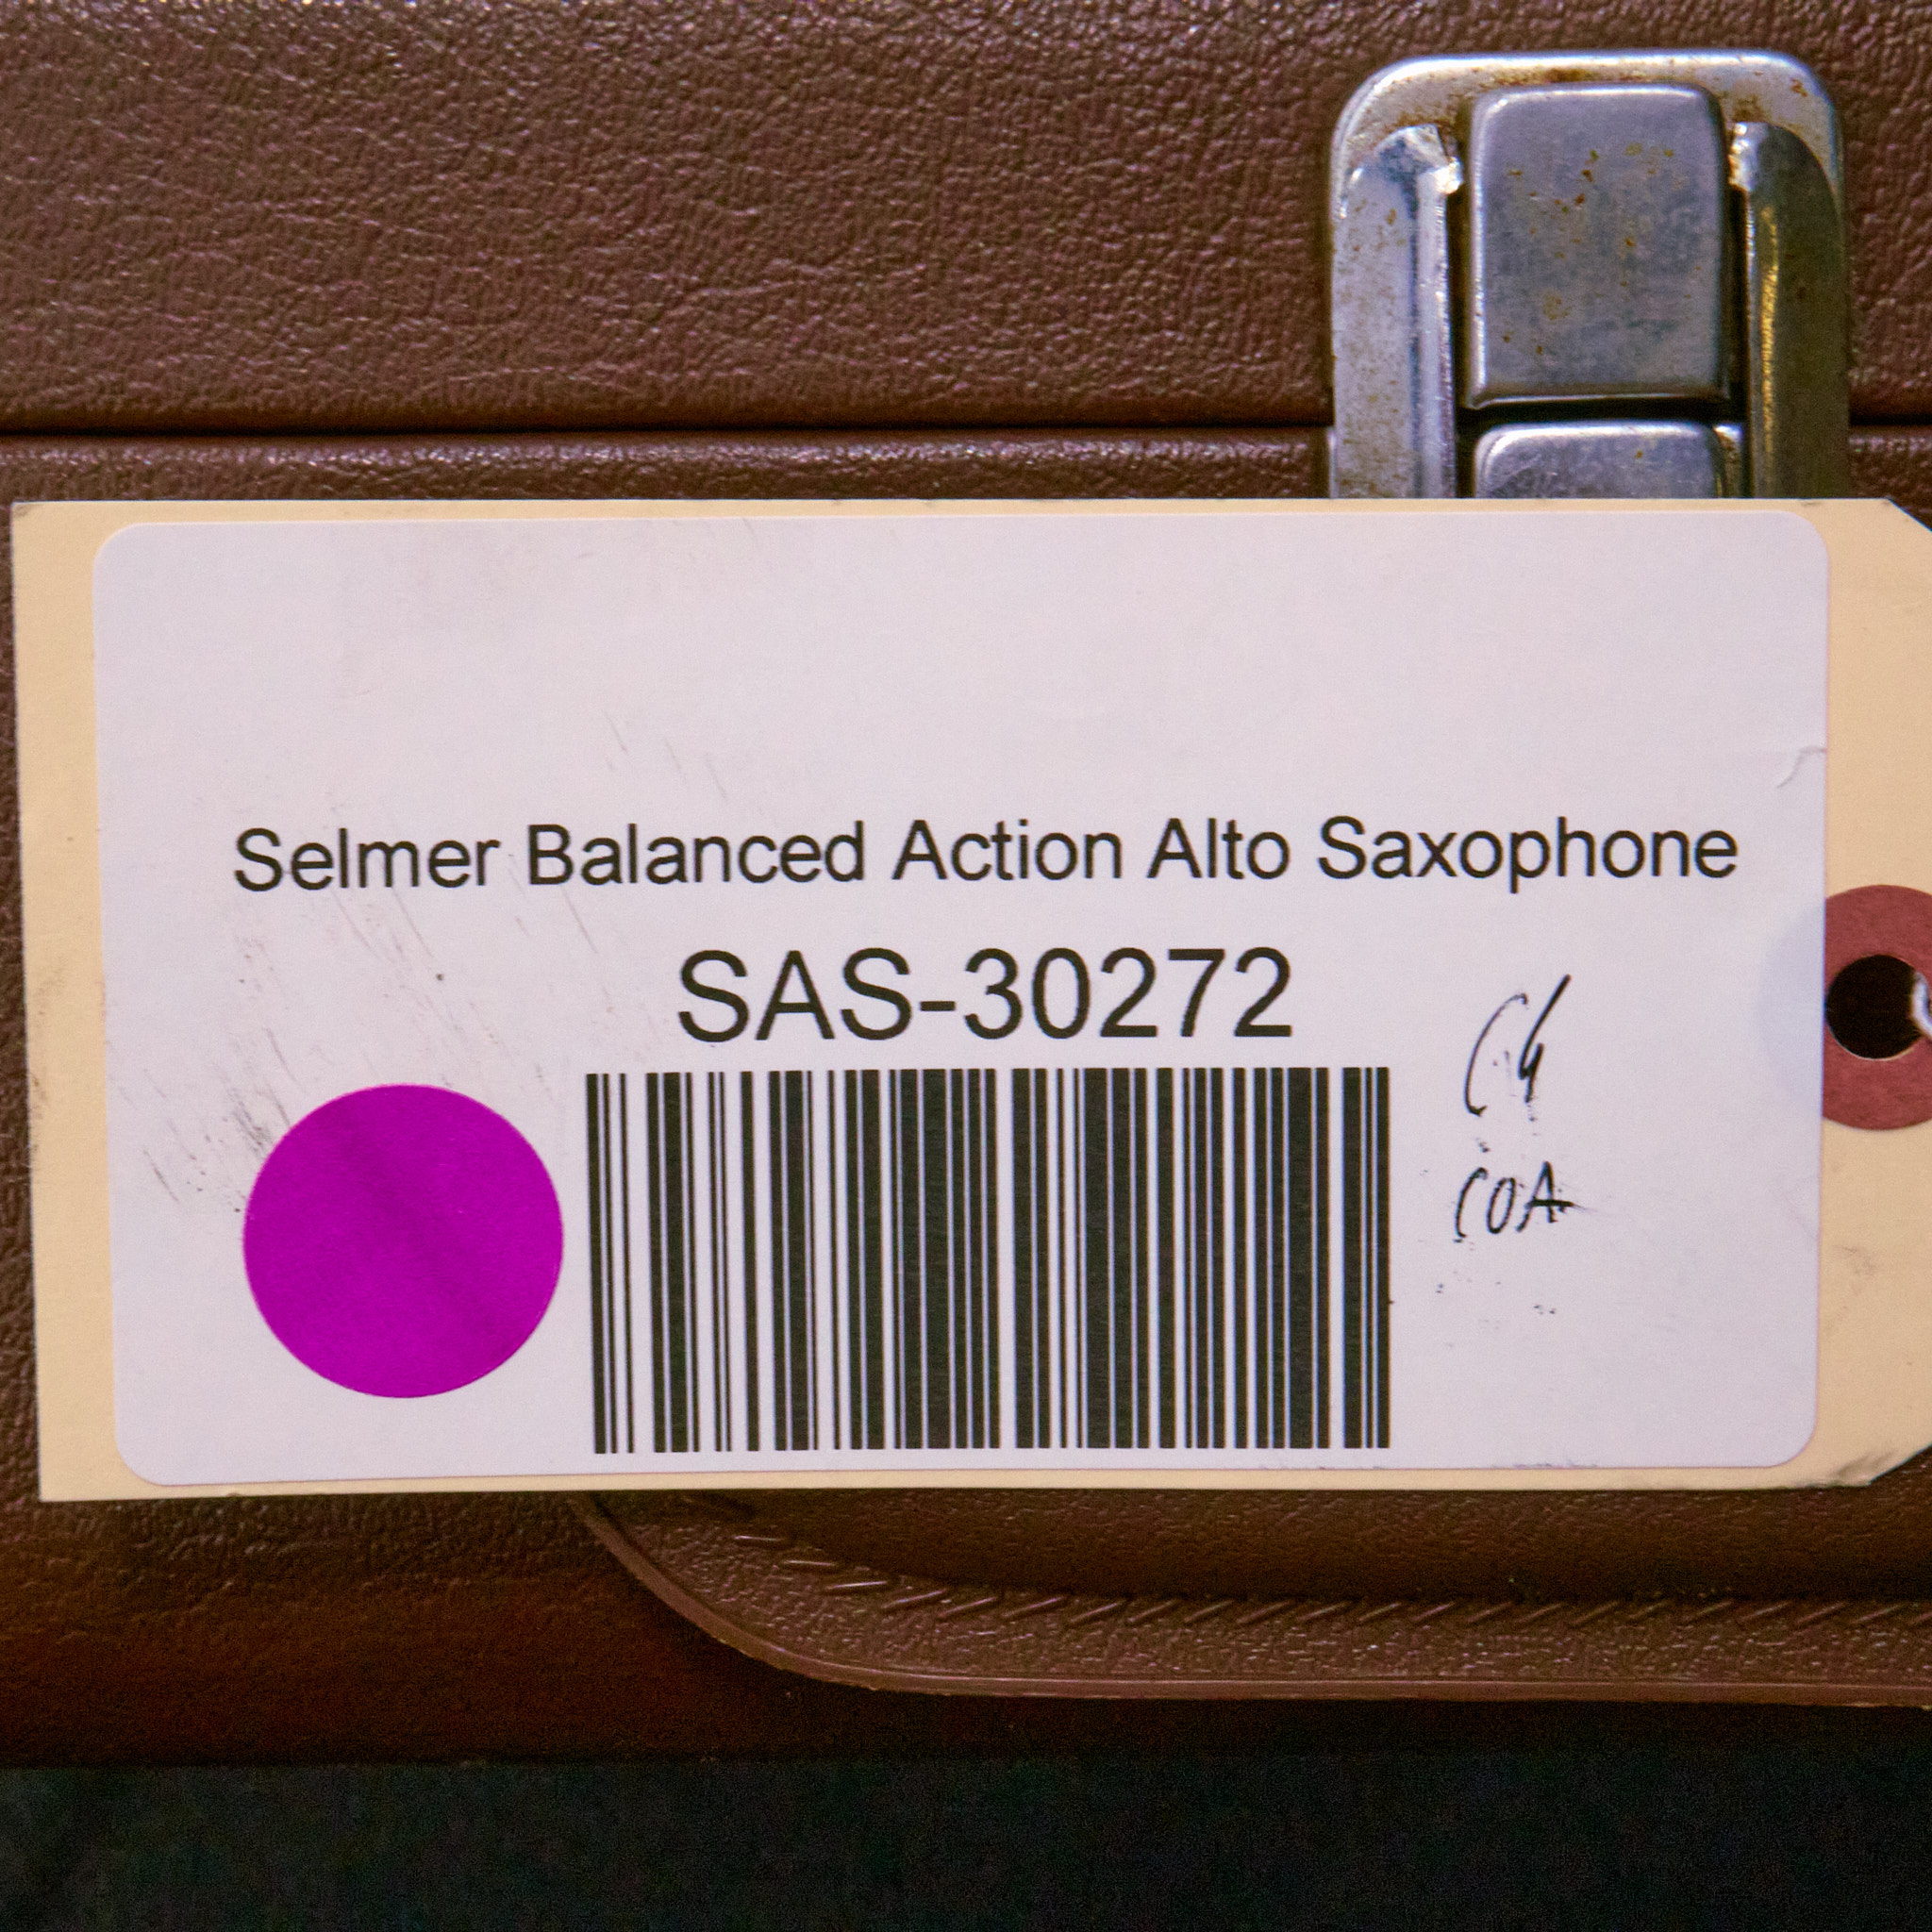 Selmer Balanced Action Alto Saxophone
SAS-30272
COA